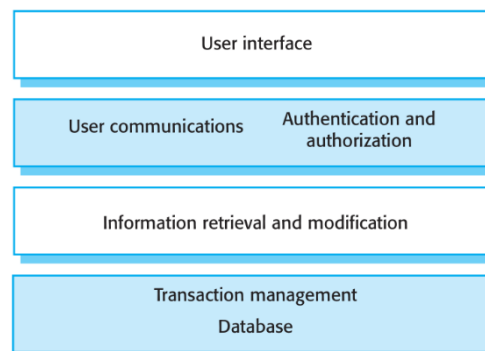 User interface
User communications
Authentication and
authorization
Information retrieval and modification
Transaction management
Database